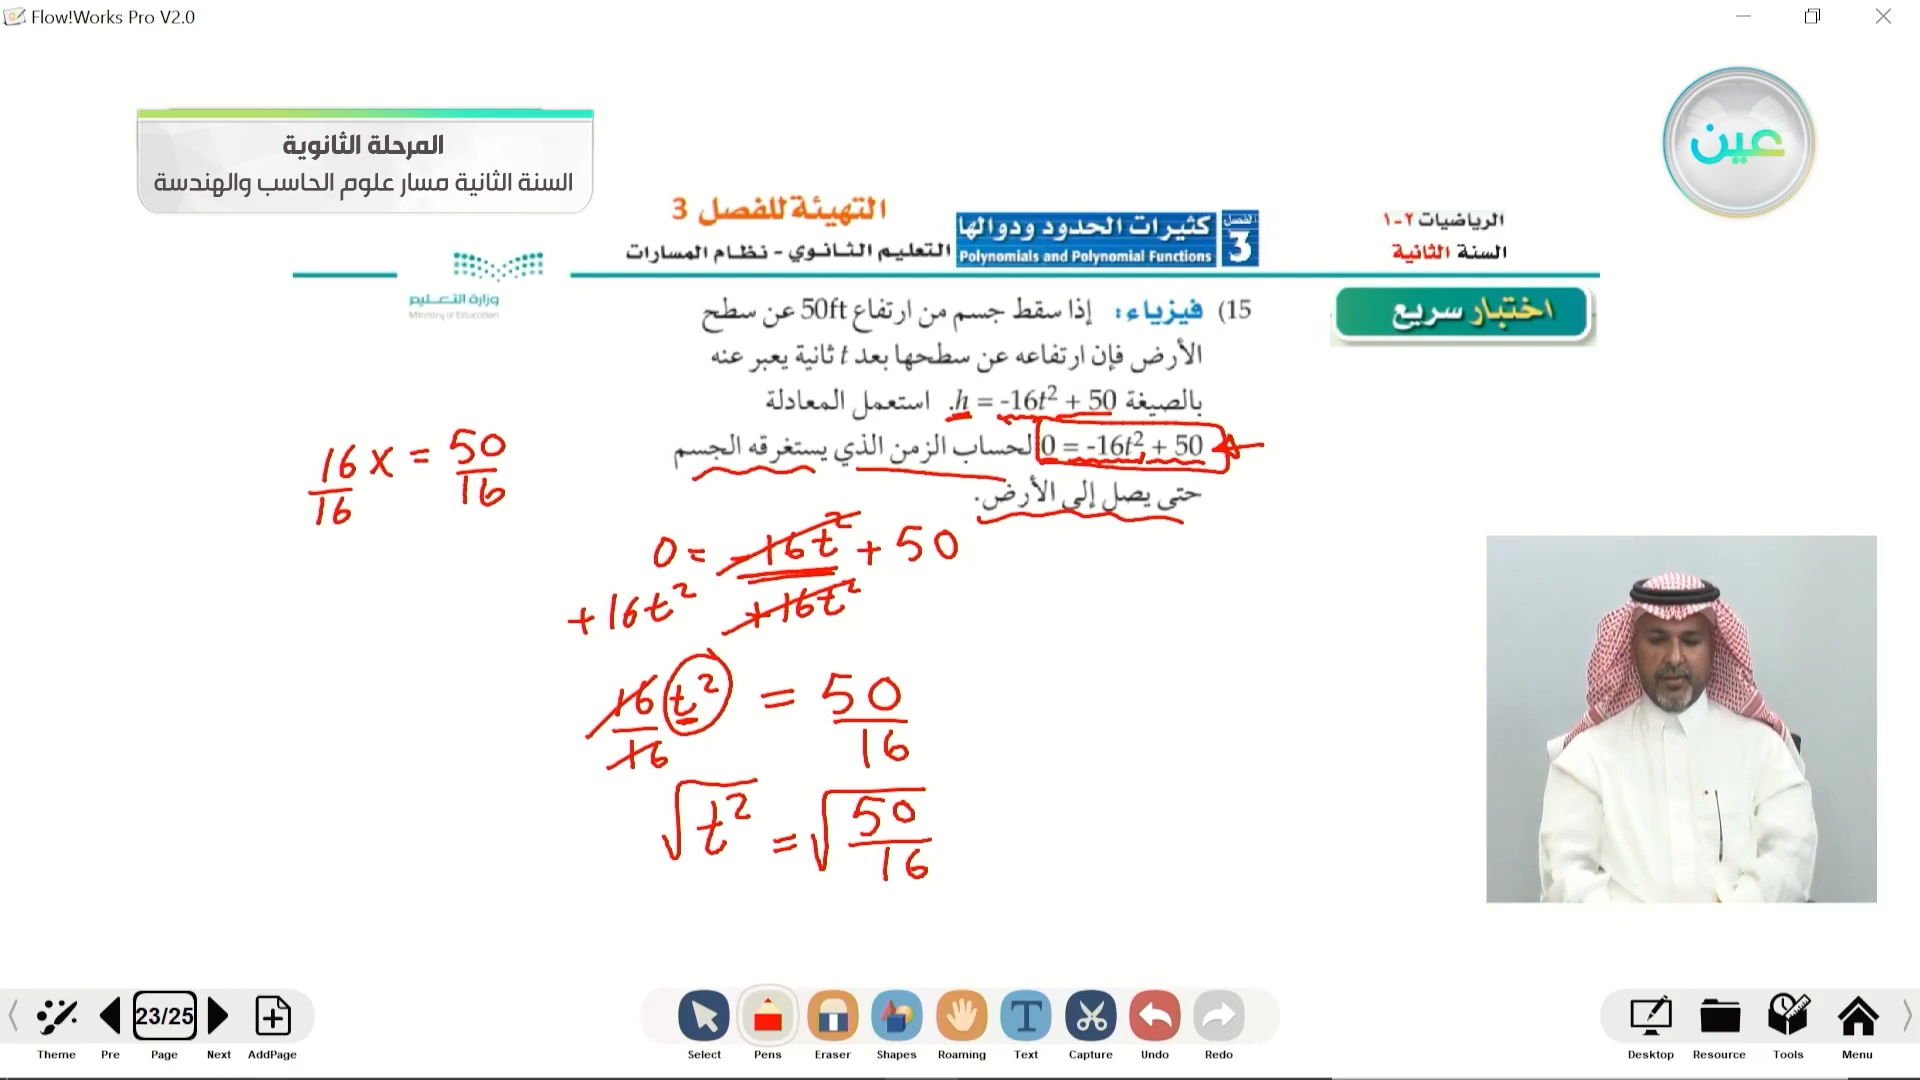 Flow!Works Pro V2.0
المرحلة الثانوية
السنة الثانية مسار علوم الحاسب والهندسة
عين
الرياضيات ٢-١
السنة الثانية
الفصل 3
كثيرات الحدود ودوالها
Polynomials and Polynomial Functions
التهيئة للفصل 3
التعليم الثانوي - نظام المسارات
وزارة التعليم
Ministry of Education
اختبار سريع
15) فيزياء: إذا سقط جسم من ارتفاع 50ft عن سطح
الأرض فإن ارتفاعه عن سطحها بعد t ثانية يعبر عنه
بالصيغة h = -16t² + 50. استعمل المعادلة
0 = -16t² + 50 لحساب الزمن الذي يستغرقه الجسم
حتى يصل إلى الأرض.
16/16 x = 50/16
0 = -16t² + 50
+16t² +16t²
16/16 t² = 50/16
√t² = √50/16
Theme
Pre
23/25
Page
Next
AddPage
Select
Pens
Eraser
Shapes
Roaming
T
Text
Capture
Undo
Redo
Desktop
Resource
Tools
Menu